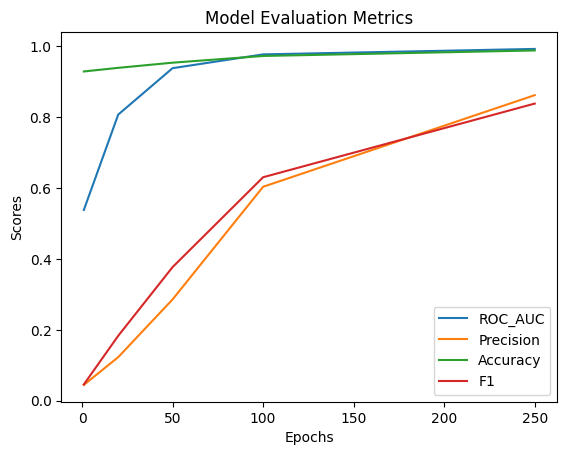 Model Evaluation Metrics
1.0
0.8
0.6
0.4
0.2
0.0
Scores
0 50 100 150 200 250
Epochs
ROC_AUC
Precision
Accuracy
F1